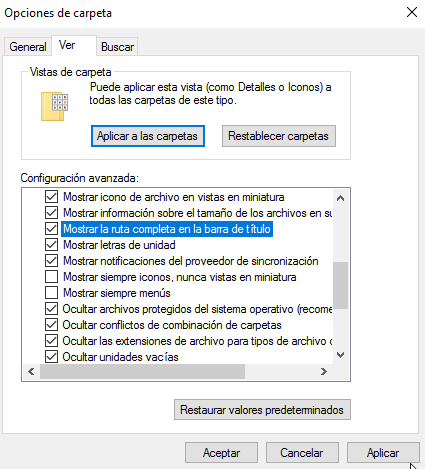 Opciones de carpeta
General
Ver
Buscar
Vistas de carpeta
Puede aplicar esta vista (como Detalles o Iconos) a
todas las carpetas de este tipo.
Aplicar a las carpetas
Restablecer carpetas
Configuración avanzada:
Mostrar icono de archivo en vistas en miniatura
Mostrar información sobre el tamaño de los archivos en su
Mostrar la ruta completa en la barra de título
Mostrar letras de unidad
Mostrar notificaciones del proveedor de sincronización
Mostrar siempre iconos, nunca vistas en miniatura
Mostrar siempre menús
Ocultar archivos protegidos del sistema operativo (recome
Ocultar conflictos de combinación de carpetas
Ocultar las extensiones de archivo para tipos de archivo c
Ocultar unidades vacías
Restaurar valores predeterminados
Aceptar
Cancelar
Aplicar